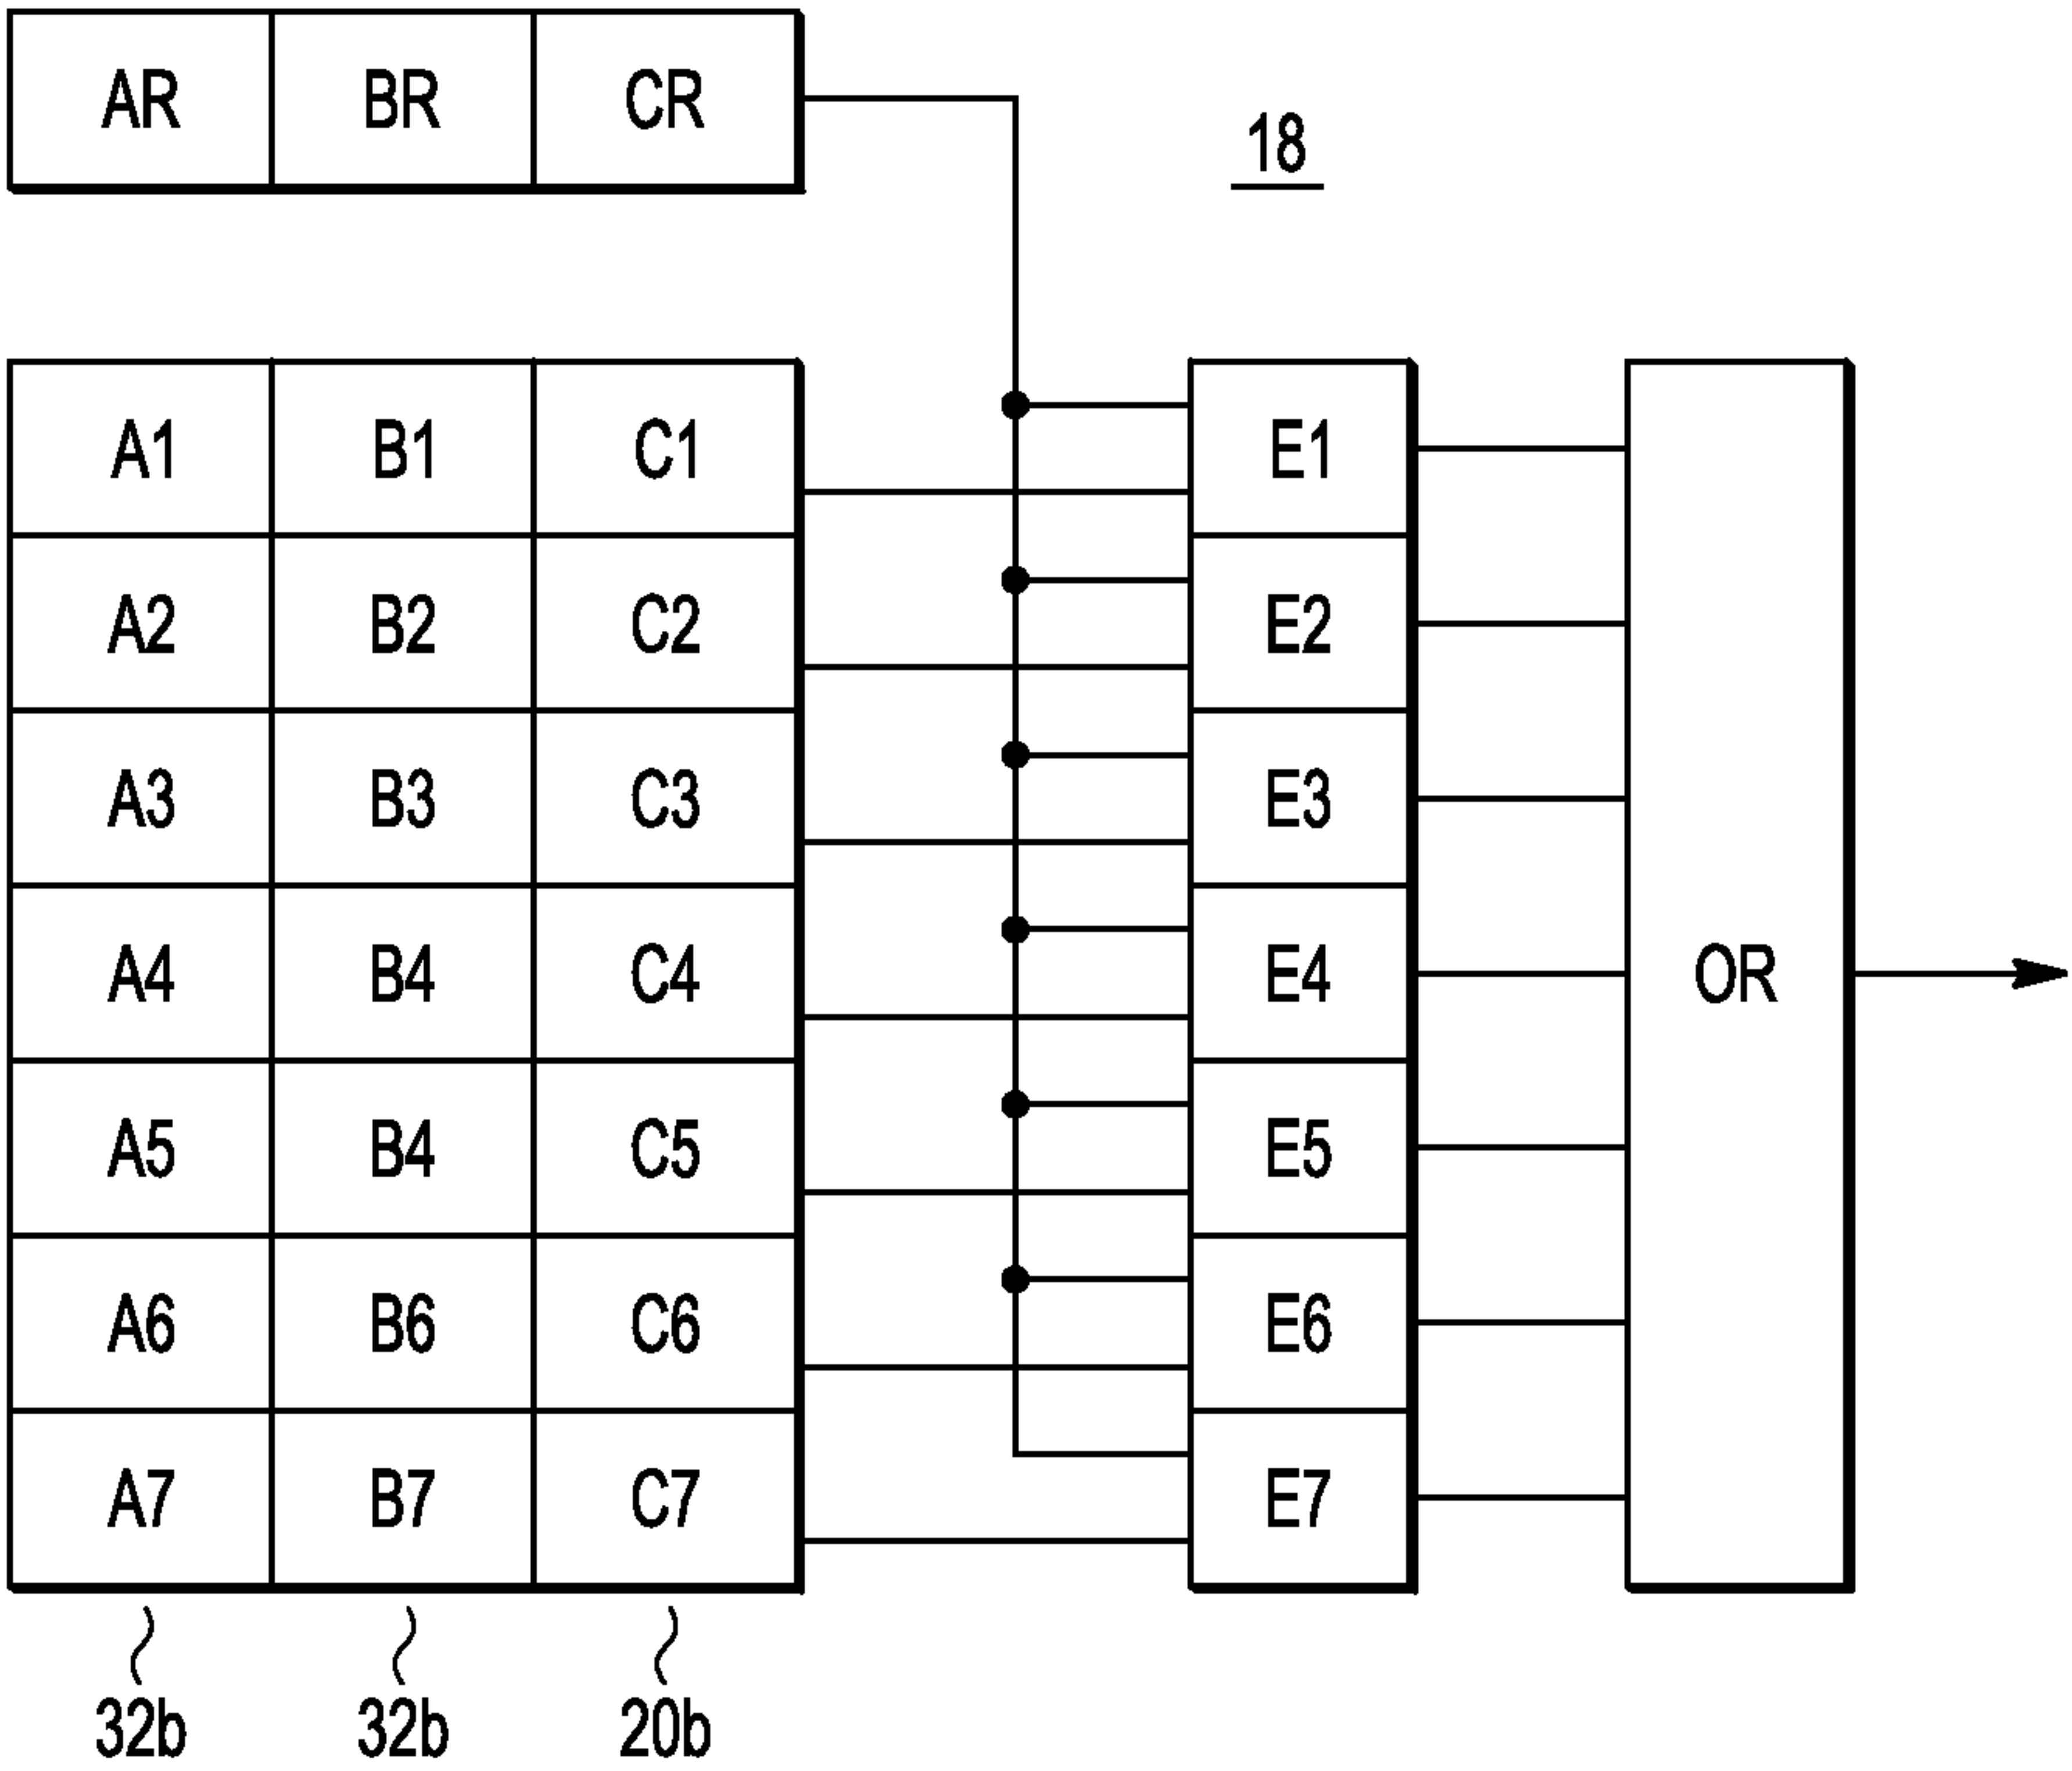 AR BR CR
18
A1 B1 C1 E1
A2 B2 C2 E2
A3 B3 C3 E3
A4 B4 C4 E4 OR
A5 B4 C5 E5
A6 B6 C6 E6
A7 B7 C7 E7
32b 32b 20b